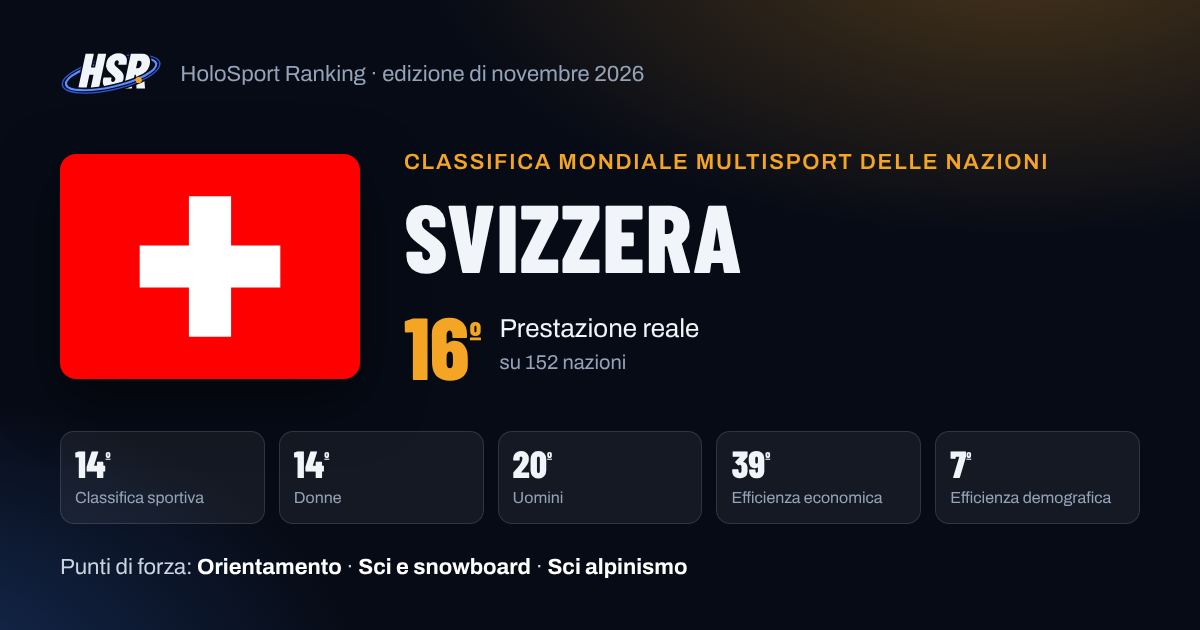 HSR
HoloSport Ranking · edizione di novembre 2026
CLASSIFICA MONDIALE MULTISPORT DELLE NAZIONI
SVIZZERA
16º
Prestazione reale
su 152 nazioni
14º
Classifica sportiva
14º
Donne
20º
Uomini
39º
Efficienza economica
7º
Efficienza demografica
Punti di forza: Orientamento · Sci e snowboard · Sci alpinismo